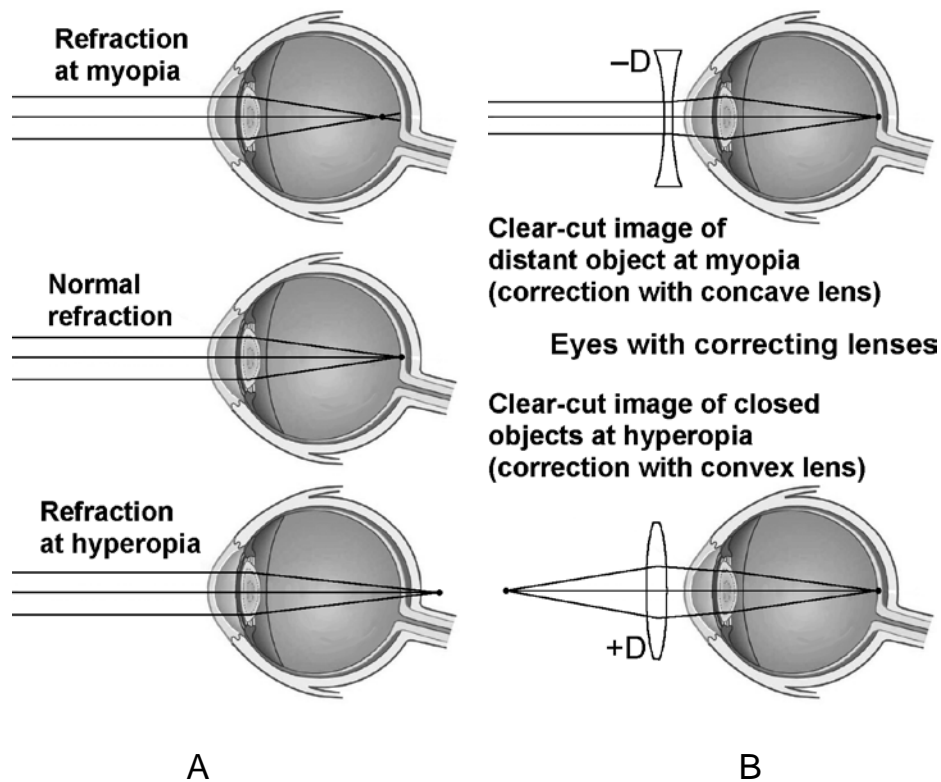 Refraction
at myopia
Normal
refraction
Refraction
at hyperopia
A
–D
Clear-cut image of
distant object at myopia
(correction with concave lens)
Eyes with correcting lenses
Clear-cut image of closed
objects at hyperopia
(correction with convex lens)
+D
B